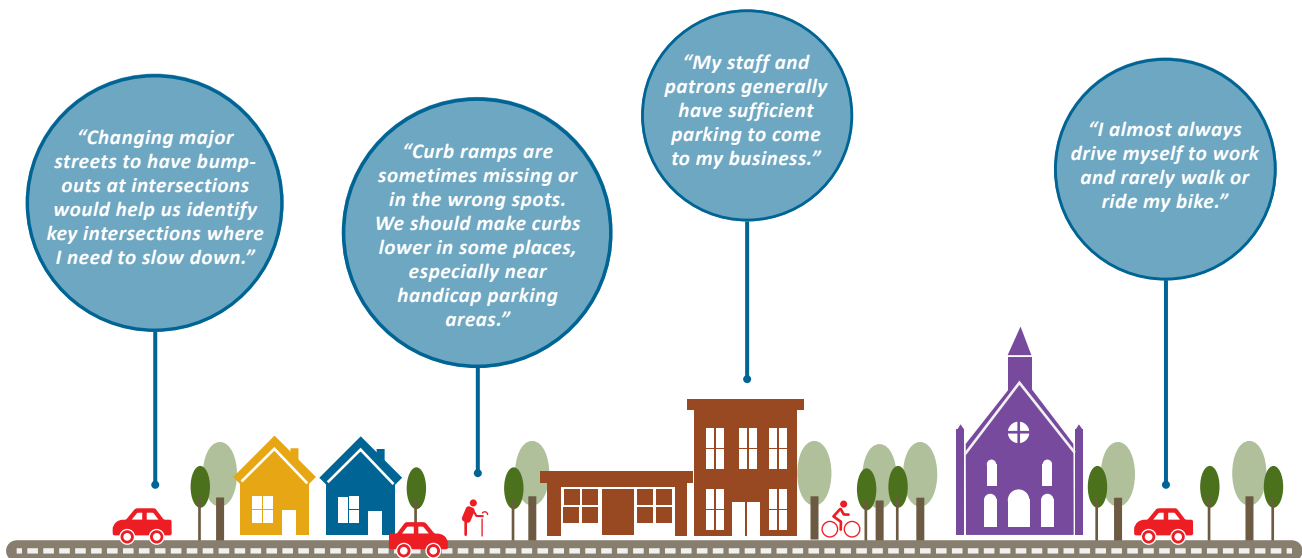 “Changing major
streets to have bump-
outs at intersections
would help us identify
key intersections where
I need to slow down.”
“Curb ramps are
sometimes missing or
in the wrong spots.
We should make curbs
lower in some places,
especially near
handicap parking
areas.”
“My staff and
patrons generally
have sufficient
parking to come
to my business.”
“I almost always
drive myself to work
and rarely walk or
ride my bike.”